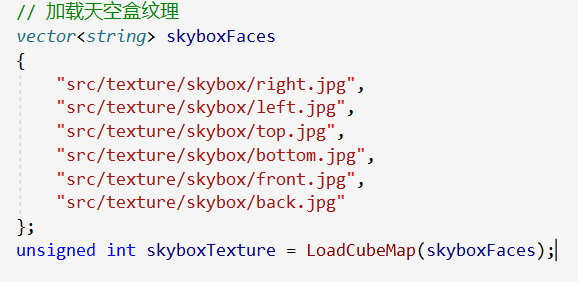 // 加载天空盒纹理
vector<string> skyboxFaces
{
"src/texture/skybox/right.jpg",
"src/texture/skybox/left.jpg",
"src/texture/skybox/top.jpg",
"src/texture/skybox/bottom.jpg",
"src/texture/skybox/front.jpg",
"src/texture/skybox/back.jpg"
};
unsigned int skyboxTexture = LoadCubeMap(skyboxFaces);